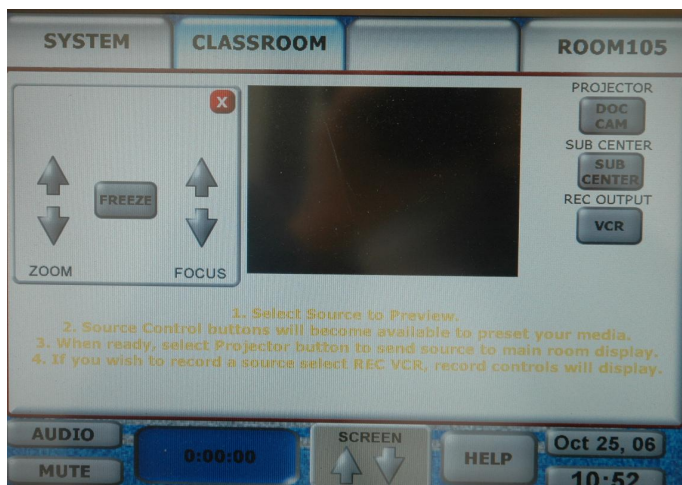 SYSTEM
CLASSROOM
ROOM105
X
PROJECTOR
DOC
CAM
SUB CENTER
SUB
CENTER
REC OUTPUT
VCR
FREEZE
ZOOM
FOCUS
1. Select Source to Preview.
2. Source Control buttons will become available to preset your media.
3. When ready, select Projector button to send source to main room display.
4. If you wish to record a source select REC VCR, record controls will display.
AUDIO
MUTE
0:00:00
SCREEN
HELP
Oct 25, 06
10:52